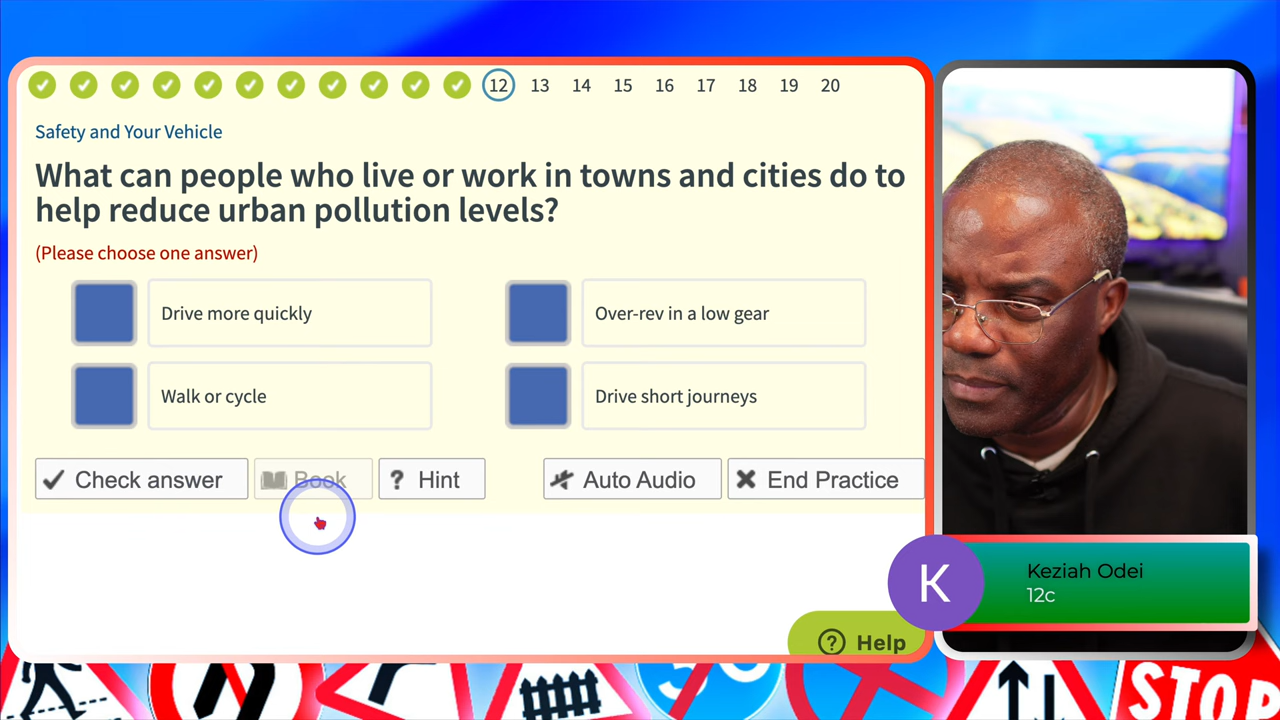 12 13 14 15 16 17 18 19 20
Safety and Your Vehicle
What can people who live or work in towns and cities do to
help reduce urban pollution levels?
(Please choose one answer)
Drive more quickly
Over-rev in a low gear
Walk or cycle
Drive short journeys
Check answer
Book
? Hint
Auto Audio
End Practice
K
Keziah Odei
12c
? Help
STOP